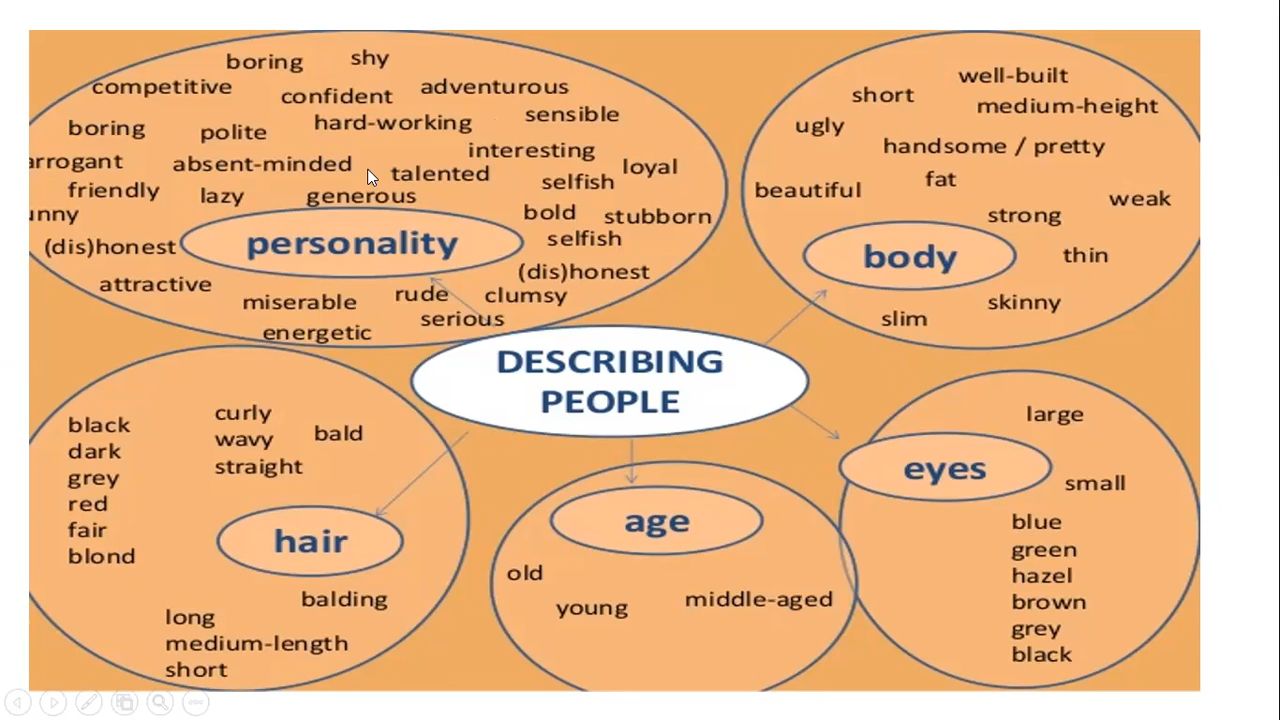 boring shy
competitive confident adventurous
boring polite hard-working sensible
arrogant absent-minded interesting
friendly lazy generous talented selfish loyal
unny bold stubborn
(dis)honest personality selfish
attractive (dis)honest
miserable rude clumsy
energetic serious
well-built
short medium-height
ugly
handsome / pretty
beautiful fat weak
strong
body thin
skinny
slim
DESCRIBING
PEOPLE
black
dark
grey
red
fair
blond
curly
wavy
straight
bald
hair
balding
long
medium-length
short
age
old
young middle-aged
large
eyes
small
blue
green
hazel
brown
grey
black